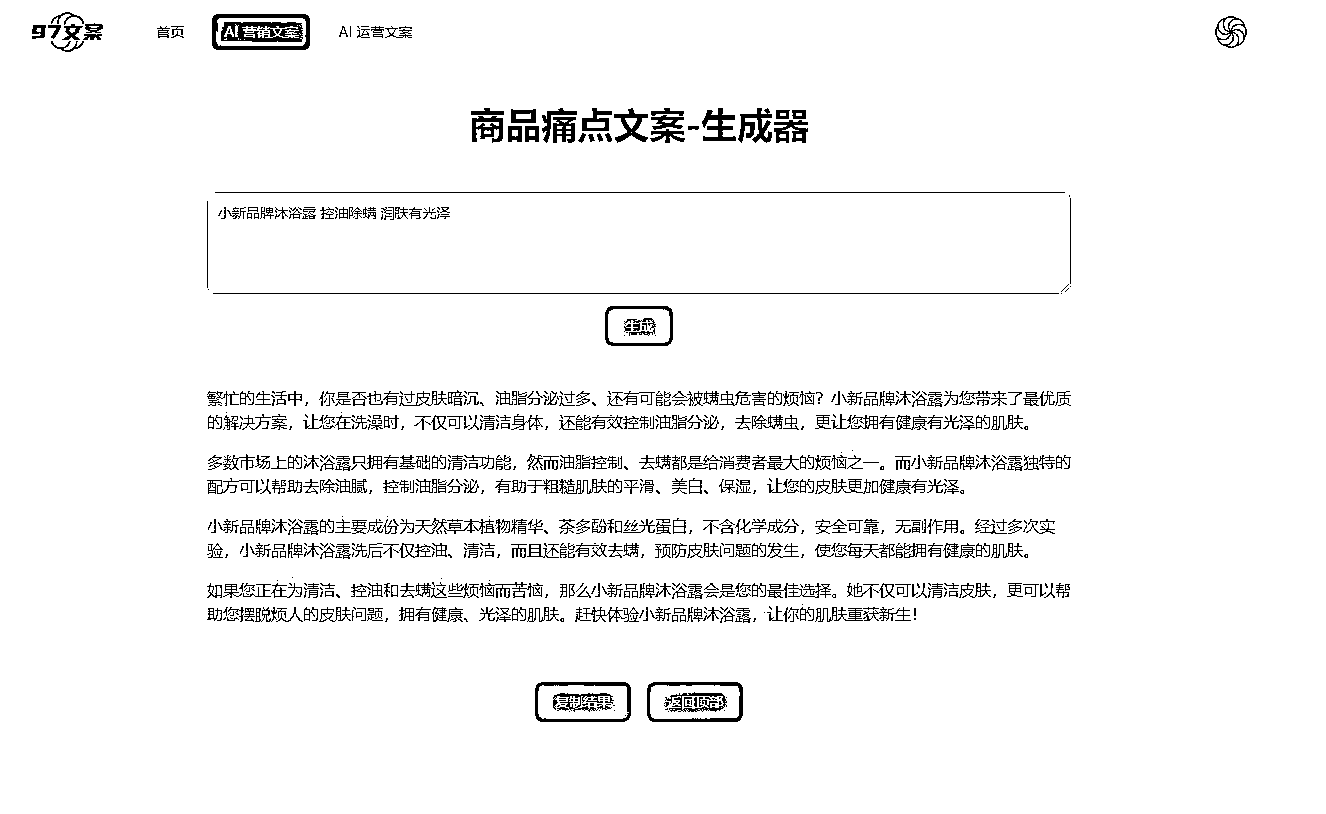 97文案
首页
AI 营销文案
AI 运营文案
商品痛点文案-生成器
小新品牌沐浴露 控油除螨 润肤有光泽
生成
繁忙的生活中，你是否也有过皮肤暗沉、油脂分泌过多、还有可能会被螨虫危害的烦恼？小新品牌沐浴露为您带来了最优质
的解决方案，让您在洗澡时，不仅可以清洁身体，还能有效控制油脂分泌，去除螨虫，更让您拥有健康有光泽的肌肤。
多数市场上的沐浴露只拥有基础的清洁功能，然而油脂控制、去螨都是给消费者最大的烦恼之一。而小新品牌沐浴露独特的
配方可以帮助去除油腻，控制油脂分泌，有助于粗糙肌肤的平滑、美白、保湿，让您的皮肤更加健康有光泽。
小新品牌沐浴露的主要成份为天然草本植物精华、茶多酚和丝光蛋白，不含化学成分，安全可靠，无副作用。经过多次实
验，小新品牌沐浴露洗后不仅控油、清洁，而且还能有效去螨，预防皮肤问题的发生，使您每天都能拥有健康的肌肤。
如果您正在为清洁、控油和去螨这些烦恼而苦恼，那么小新品牌沐浴露会是您的最佳选择。她不仅可以清洁皮肤，更可以帮
助您摆脱烦人的皮肤问题，拥有健康、光泽的肌肤。赶快体验小新品牌沐浴露，让你的肌肤重获新生！
复制结果
返回顶部